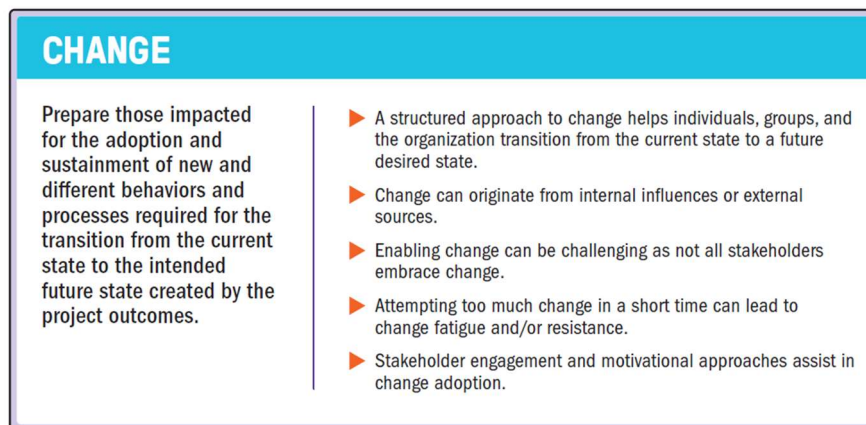 CHANGE
Prepare those impacted
for the adoption and
sustainment of new and
different behaviors and
processes required for the
transition from the current
state to the intended
future state created by the
project outcomes.
A structured approach to change helps individuals, groups, and
the organization transition from the current state to a future
desired state.
Change can originate from internal influences or external
sources.
Enabling change can be challenging as not all stakeholders
embrace change.
Attempting too much change in a short time can lead to
change fatigue and/or resistance.
Stakeholder engagement and motivational approaches assist in
change adoption.